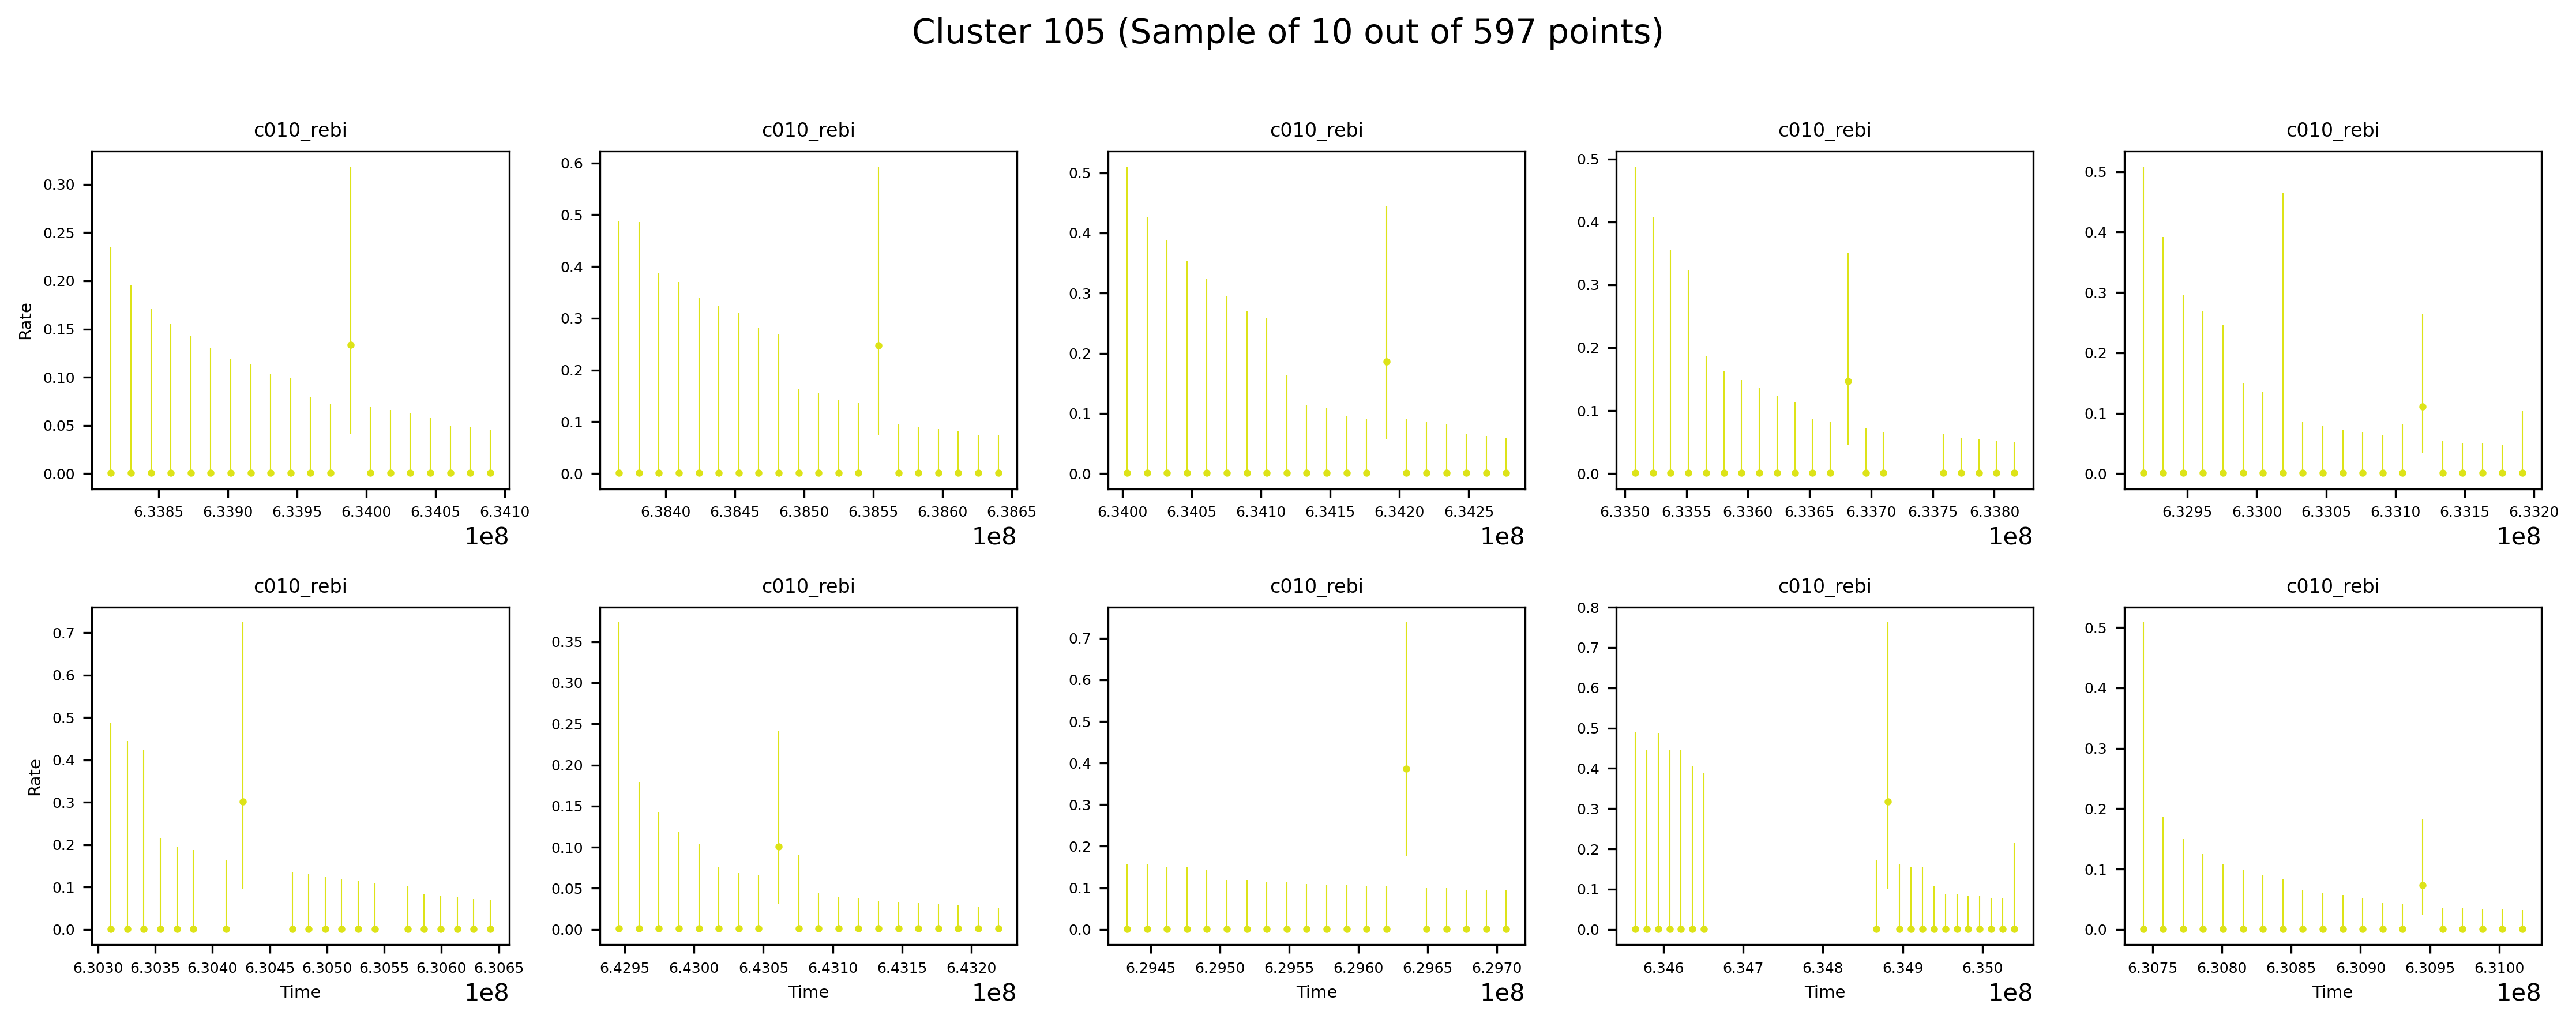 Cluster 105 (Sample of 10 out of 597 points)
c010_rebi c010_rebi c010_rebi c010_rebi c010_rebi
Rate
0.30 0.25 0.20 0.15 0.10 0.05 0.00
6.3385 6.3390 6.3395 6.3400 6.3405 6.3410
1e8
0.6 0.5 0.4 0.3 0.2 0.1 0.0
6.3840 6.3845 6.3850 6.3855 6.3860 6.3865
1e8
0.5 0.4 0.3 0.2 0.1 0.0
6.3400 6.3405 6.3410 6.3415 6.3420 6.3425
1e8
0.5 0.4 0.3 0.2 0.1 0.0
6.3350 6.3355 6.3360 6.3365 6.3370 6.3375 6.3380
1e8
0.5 0.4 0.3 0.2 0.1 0.0
6.3295 6.3300 6.3305 6.3310 6.3315 6.3320
1e8
c010_rebi c010_rebi c010_rebi c010_rebi c010_rebi
Rate
0.7 0.6 0.5 0.4 0.3 0.2 0.1 0.0
6.3030 6.3035 6.3040 6.3045 6.3050 6.3055 6.3060 6.3065
Time 1e8
0.35 0.30 0.25 0.20 0.15 0.10 0.05 0.00
6.4295 6.4300 6.4305 6.4310 6.4315 6.4320
Time 1e8
0.7 0.6 0.5 0.4 0.3 0.2 0.1 0.0
6.2945 6.2950 6.2955 6.2960 6.2965 6.2970
Time 1e8
0.8 0.7 0.6 0.5 0.4 0.3 0.2 0.1 0.0
6.346 6.347 6.348 6.349 6.350
Time 1e8
0.5 0.4 0.3 0.2 0.1 0.0
6.3075 6.3080 6.3085 6.3090 6.3095 6.3100
Time 1e8